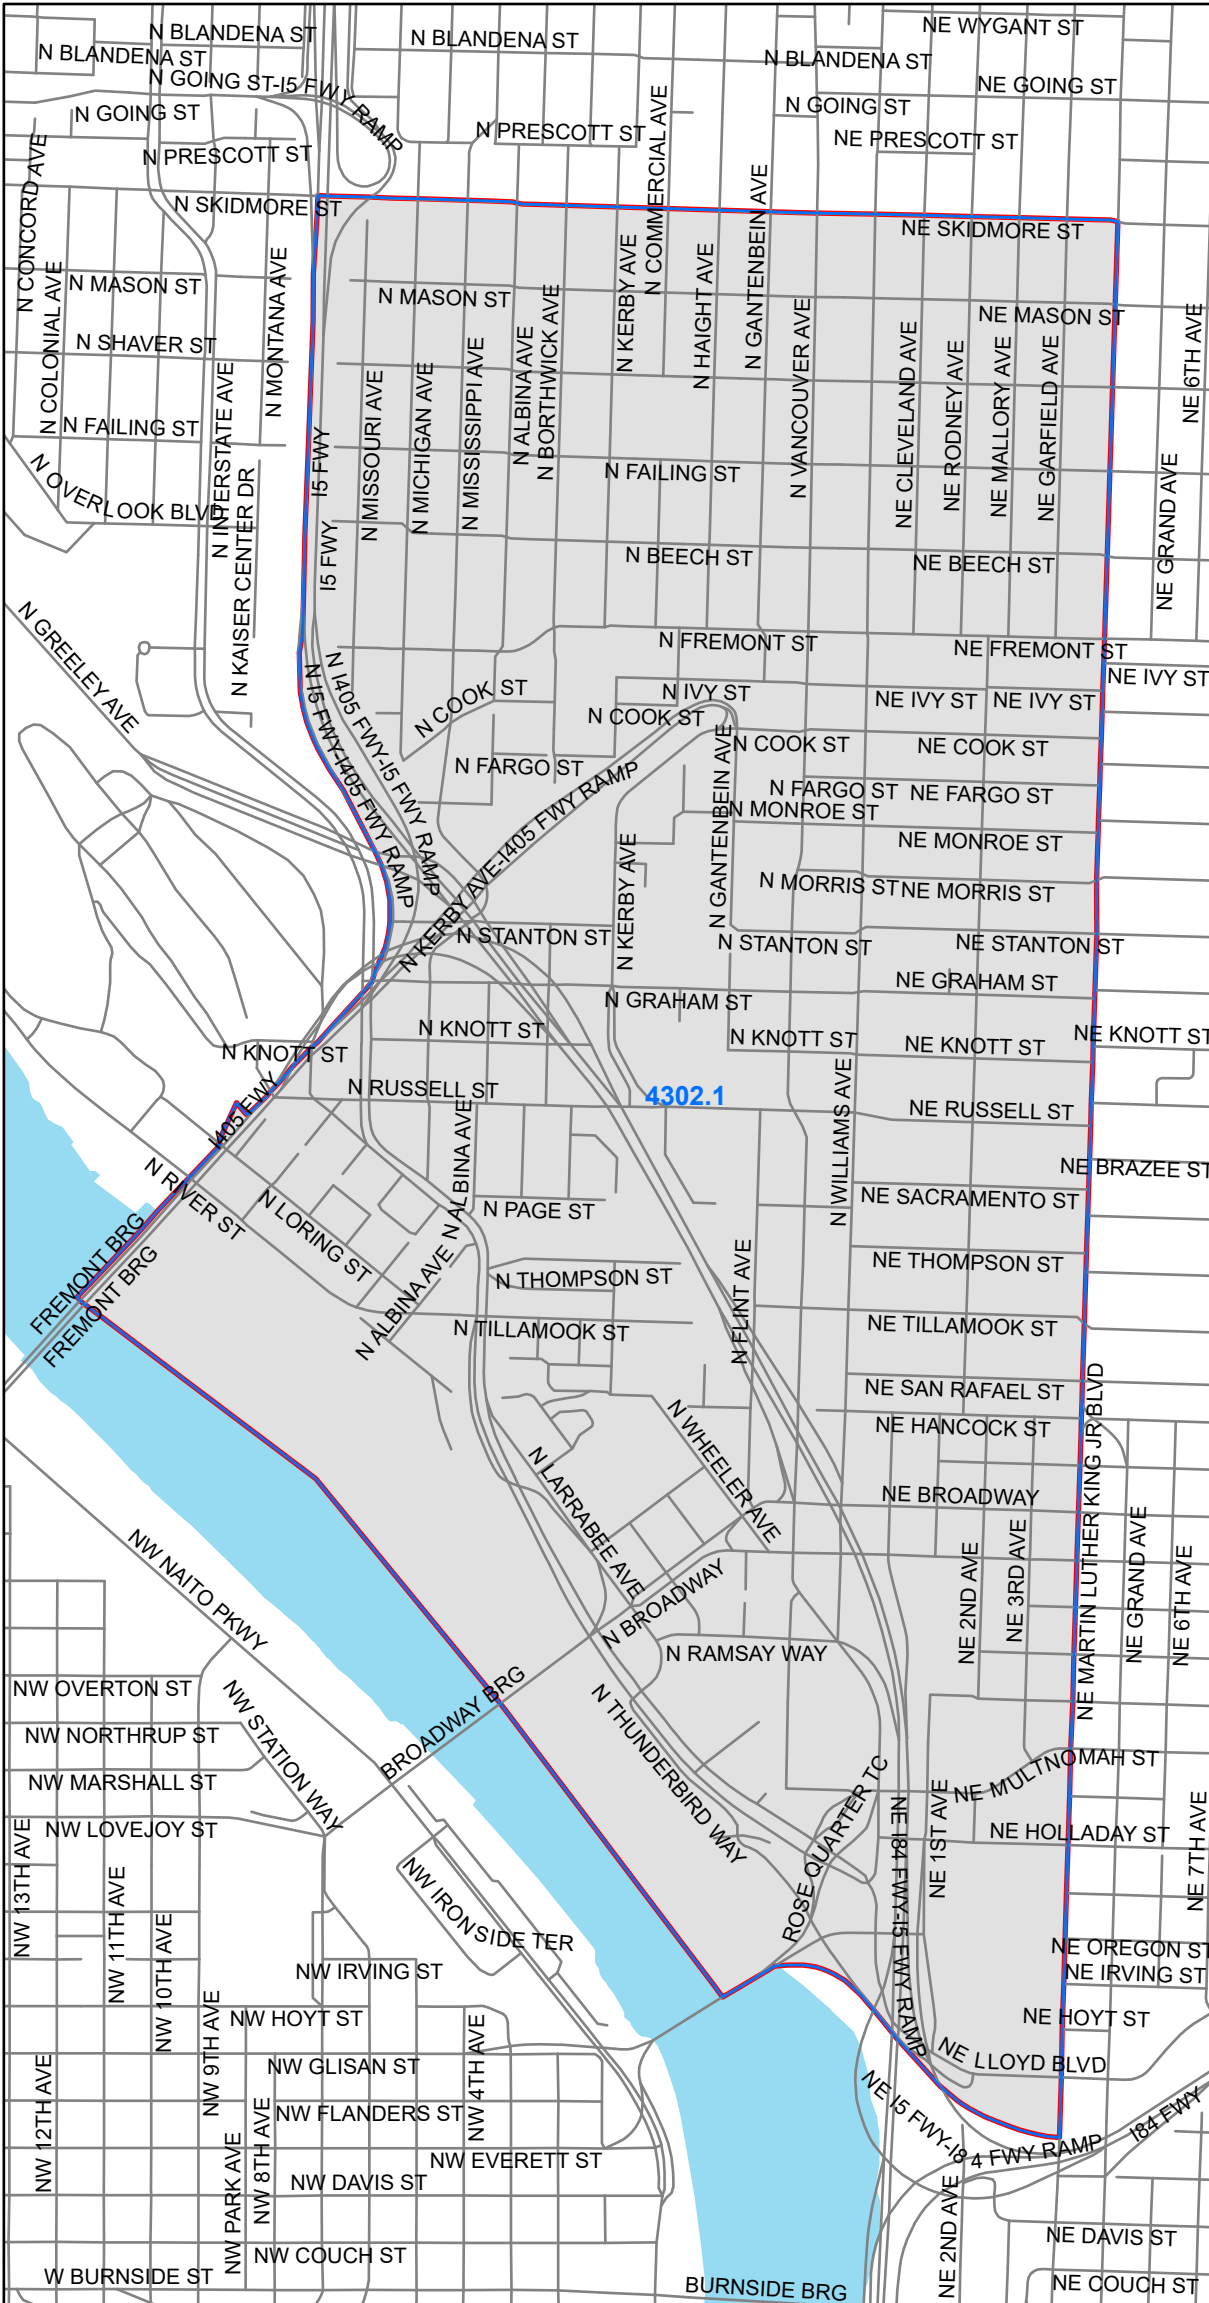 NE WYGANT ST
N BLANDENA ST
N BLANDENA ST
N BLANDENA ST
N BLANDENA ST
N GOING ST-I5 FWY RAMP
NE GOING ST
N GOING ST
N GOING ST
N PRESCOTT ST
NE PRESCOTT ST
N PRESCOTT ST
N CONCORD AVE
N COMMERCIAL AVE
N GANTENBEIN AVE
N SKIDMORE ST
NE SKIDMORE ST
N MASON ST
N COLONIAL AVE
N MONTANA AVE
N MASON ST
N KERBY AVE
N HAIGHT AVE
NE MASON ST
NE 6TH AVE
N SHAVER ST
N INTERSTATE AVE
N ALBINA AVE
N BORTHWICK AVE
N MISSISSIPPI AVE
N MICHIGAN AVE
N MISSOURI AVE
N VANCOUVER AVE
NE CLEVELAND AVE
NE RODNEY AVE
NE MALLORY AVE
NE GARFIELD AVE
N FAILING ST
N OVERLOOK BLVD
I5 FWY
N FAILING ST
NE GRAND AVE
N KAISER CENTER DR
I5 FWY
N BEECH ST
NE BEECH ST
N GREELEY AVE
N FREMONT ST
NE FREMONT ST
N I5 FWY-I405 FWY RAMP
N I405 FWY-I5 FWY RAMP
N COOK ST
N IVY ST
NE IVY ST
NE IVY ST
NE IVY ST
N COOK ST
N COOK ST
NE COOK ST
N GANTENBEIN AVE
N FARGO ST
N FARGO ST
NE FARGO ST
N KERBY AVE-I405 FWY RAMP
N MONROE ST
NE MONROE ST
N KERBY AVE
N MORRIS ST
NE MORRIS ST
N STANTON ST
N STANTON ST
NE STANTON ST
N GRAHAM ST
NE GRAHAM ST
N KNOTT ST
N KNOTT ST
N KNOTT ST
NE KNOTT ST
NE KNOTT ST
I405 FWY
N RUSSELL ST
4302.1
NE RUSSELL ST
N WILLIAMS AVE
N ALBINA AVE
NE BRAZEE ST
N RIVER ST
N LORING ST
N PAGE ST
NE SACRAMENTO ST
FREMONT BRG
FREMONT BRG
N ALBINA AVE
N THOMPSON ST
N FLINT AVE
NE THOMPSON ST
N TILLAMOOK ST
NE TILLAMOOK ST
NE SAN RAFAEL ST
NE MARTIN LUTHER KING JR BLVD
N WHEELER AVE
NE HANCOCK ST
N LARRABEE AVE
NE BROADWAY
NW NAITO PKWY
N BROADWAY
NE 2ND AVE
NE 3RD AVE
NE GRAND AVE
NE 6TH AVE
N RAMSAY WAY
NW OVERTON ST
NW STATION WAY
BROADWAY BRG
N THUNDERBIRD WAY
NW NORTHRUP ST
NW MARSHALL ST
NE MULTNOMAH ST
NW LOVEJOY ST
ROSE QUARTER TC
NE I84 FWY-I5 FWY RAMP
NE 1ST AVE
NE HOLLADAY ST
NE 7TH AVE
NW 13TH AVE
NW 11TH AVE
NW 10TH AVE
NW IRONSIDE TER
NE OREGON ST
NW IRVING ST
NE IRVING ST
NW 9TH AVE
NW HOYT ST
NE HOYT ST
NW 4TH AVE
NW 12TH AVE
NW GLISAN ST
NE LLOYD BLVD
NW 8TH AVE
NW PARK AVE
NW FLANDERS ST
NE I5 FWY-I84 FWY RAMP
I84 FWY
NW EVERETT ST
NW DAVIS ST
NE 2ND AVE
NE DAVIS ST
NW COUCH ST
W BURNSIDE ST
BURNSIDE BRG
NE COUCH ST